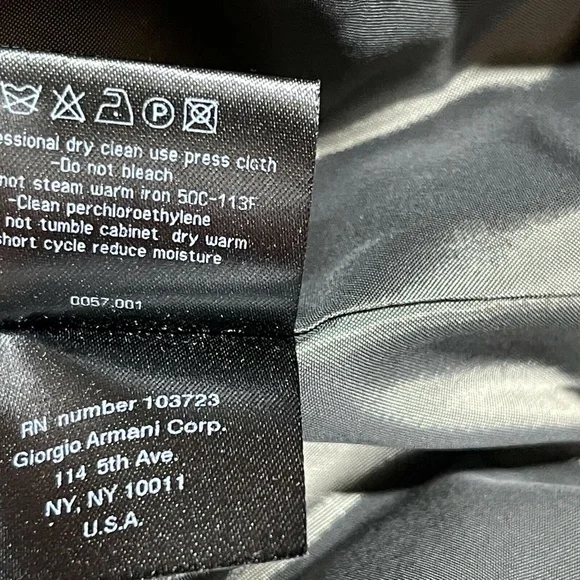 P
essional dry clean use press cloth
-Do not bleach
not steam warm iron 50C-113F
-Clean perchloroethylene
not tumble cabinet dry warm
short cycle reduce moisture
0057.001
RN number 103723
Giorgio Armani Corp.
114 5th Ave.
NY, NY 10011
U.S.A.